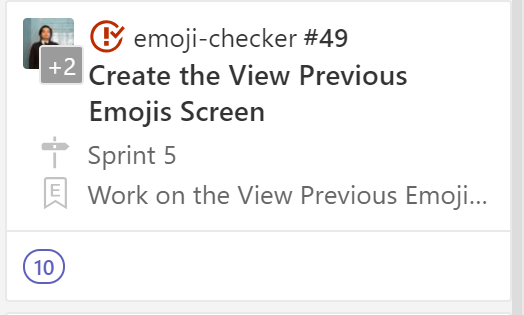 emoji-checker #49
+2
Create the View Previous
Emojis Screen
Sprint 5
E
Work on the View Previous Emoji...
10